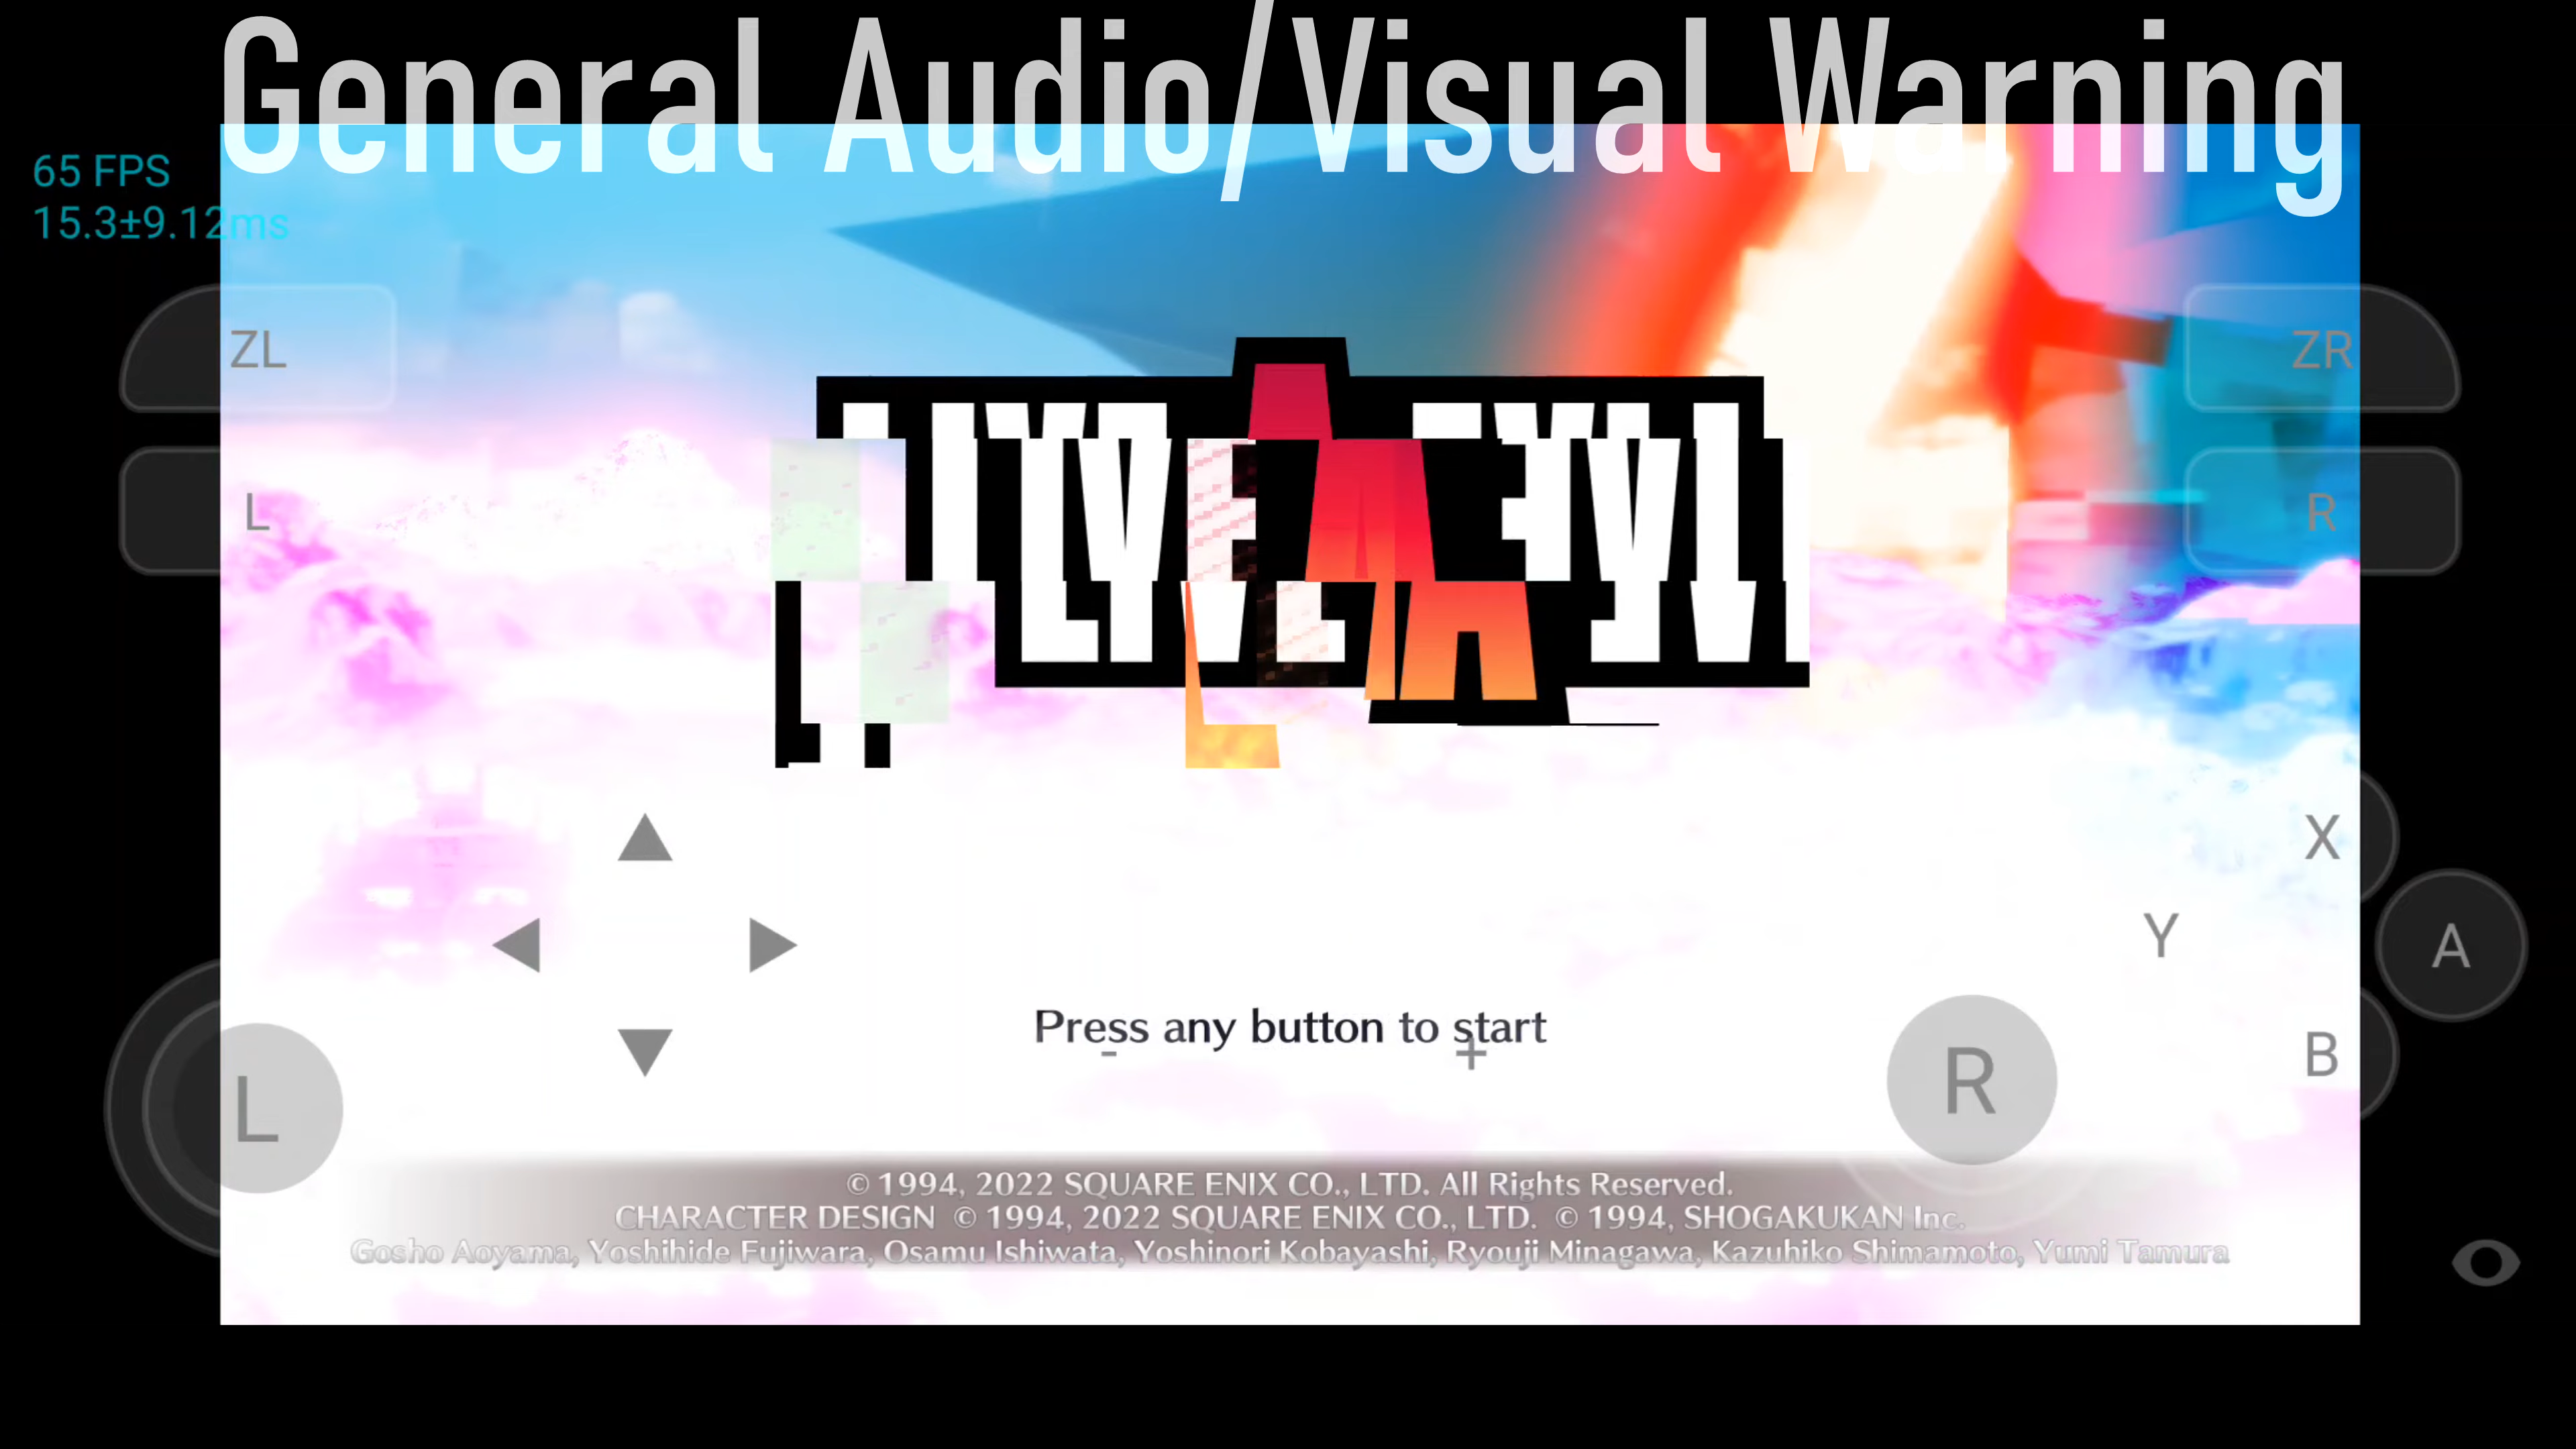 General Audio/Visual Warning
65 FPS
15.3±9.12ms
ZL
ZR
L
R
X
Y
A
B
Press any button to start
- +
L
R
© 1994, 2022 SQUARE ENIX CO., LTD. All Rights Reserved.
CHARACTER DESIGN © 1994, 2022 SQUARE ENIX CO., LTD. © 1994, SHOGAKUKAN Inc.
Gosho Aoyama, Yoshihide Fujiwara, Osamu Ishiwata, Yoshinori Kobayashi, Ryouji Minagawa, Kazuhiko Shimamoto, Yumi Tamura